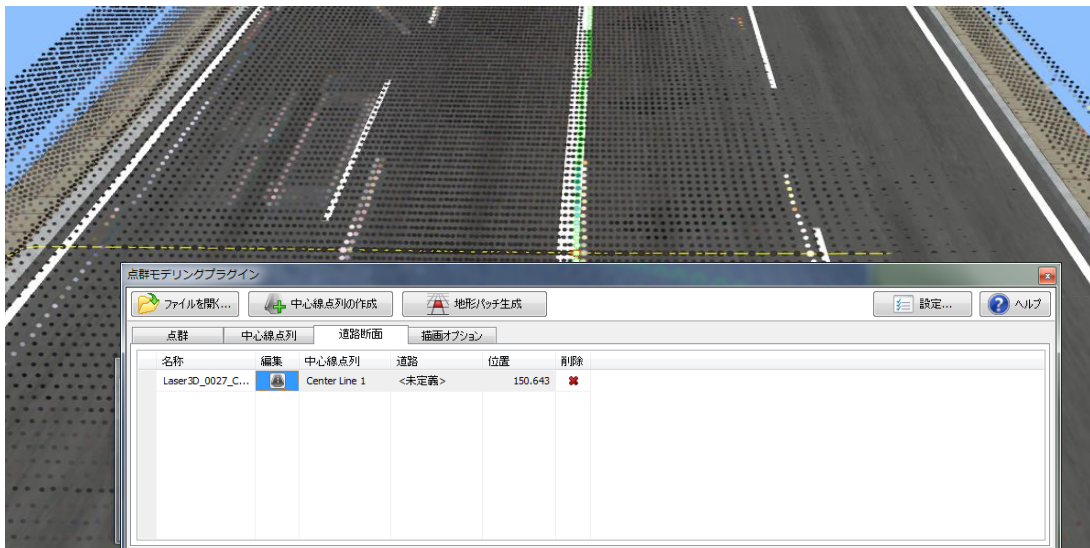 点群モデリングプラグイン
ファイルを開く... 中心線点列の作成 地形パッチ生成 設定... ヘルプ
点群 中心線点列 道路断面 描画オプション
名称 編集 中心線点列 道路 位置 削除
Laser3D_0027_C... Center Line 1 <未定義> 150.643